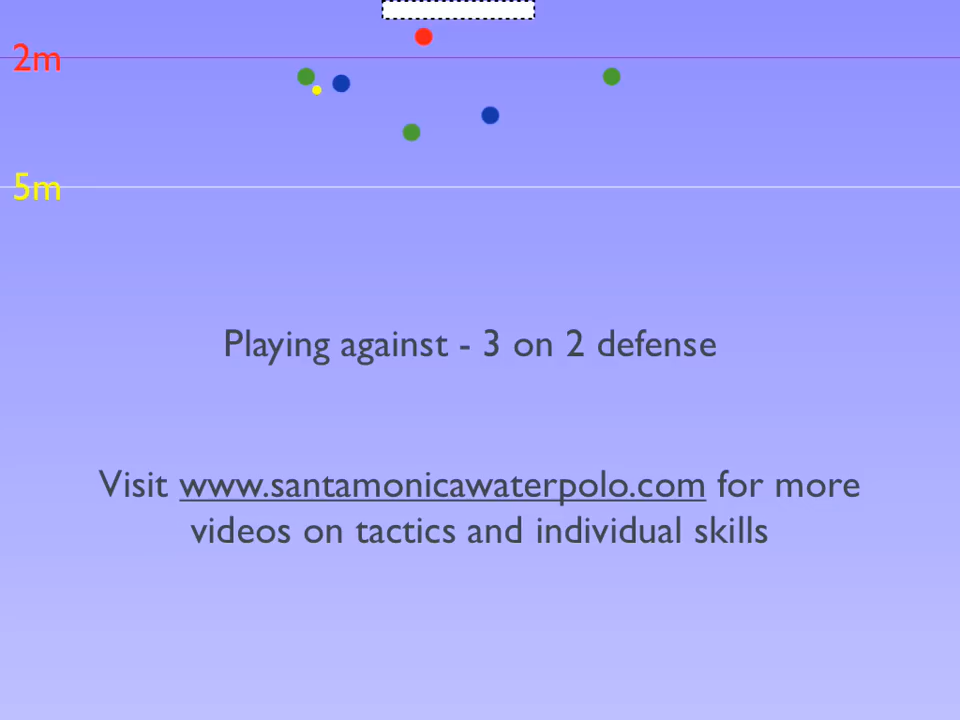 2m
5m
Playing against - 3 on 2 defense
Visit www.santamonicawaterpolo.com for more
videos on tactics and individual skills